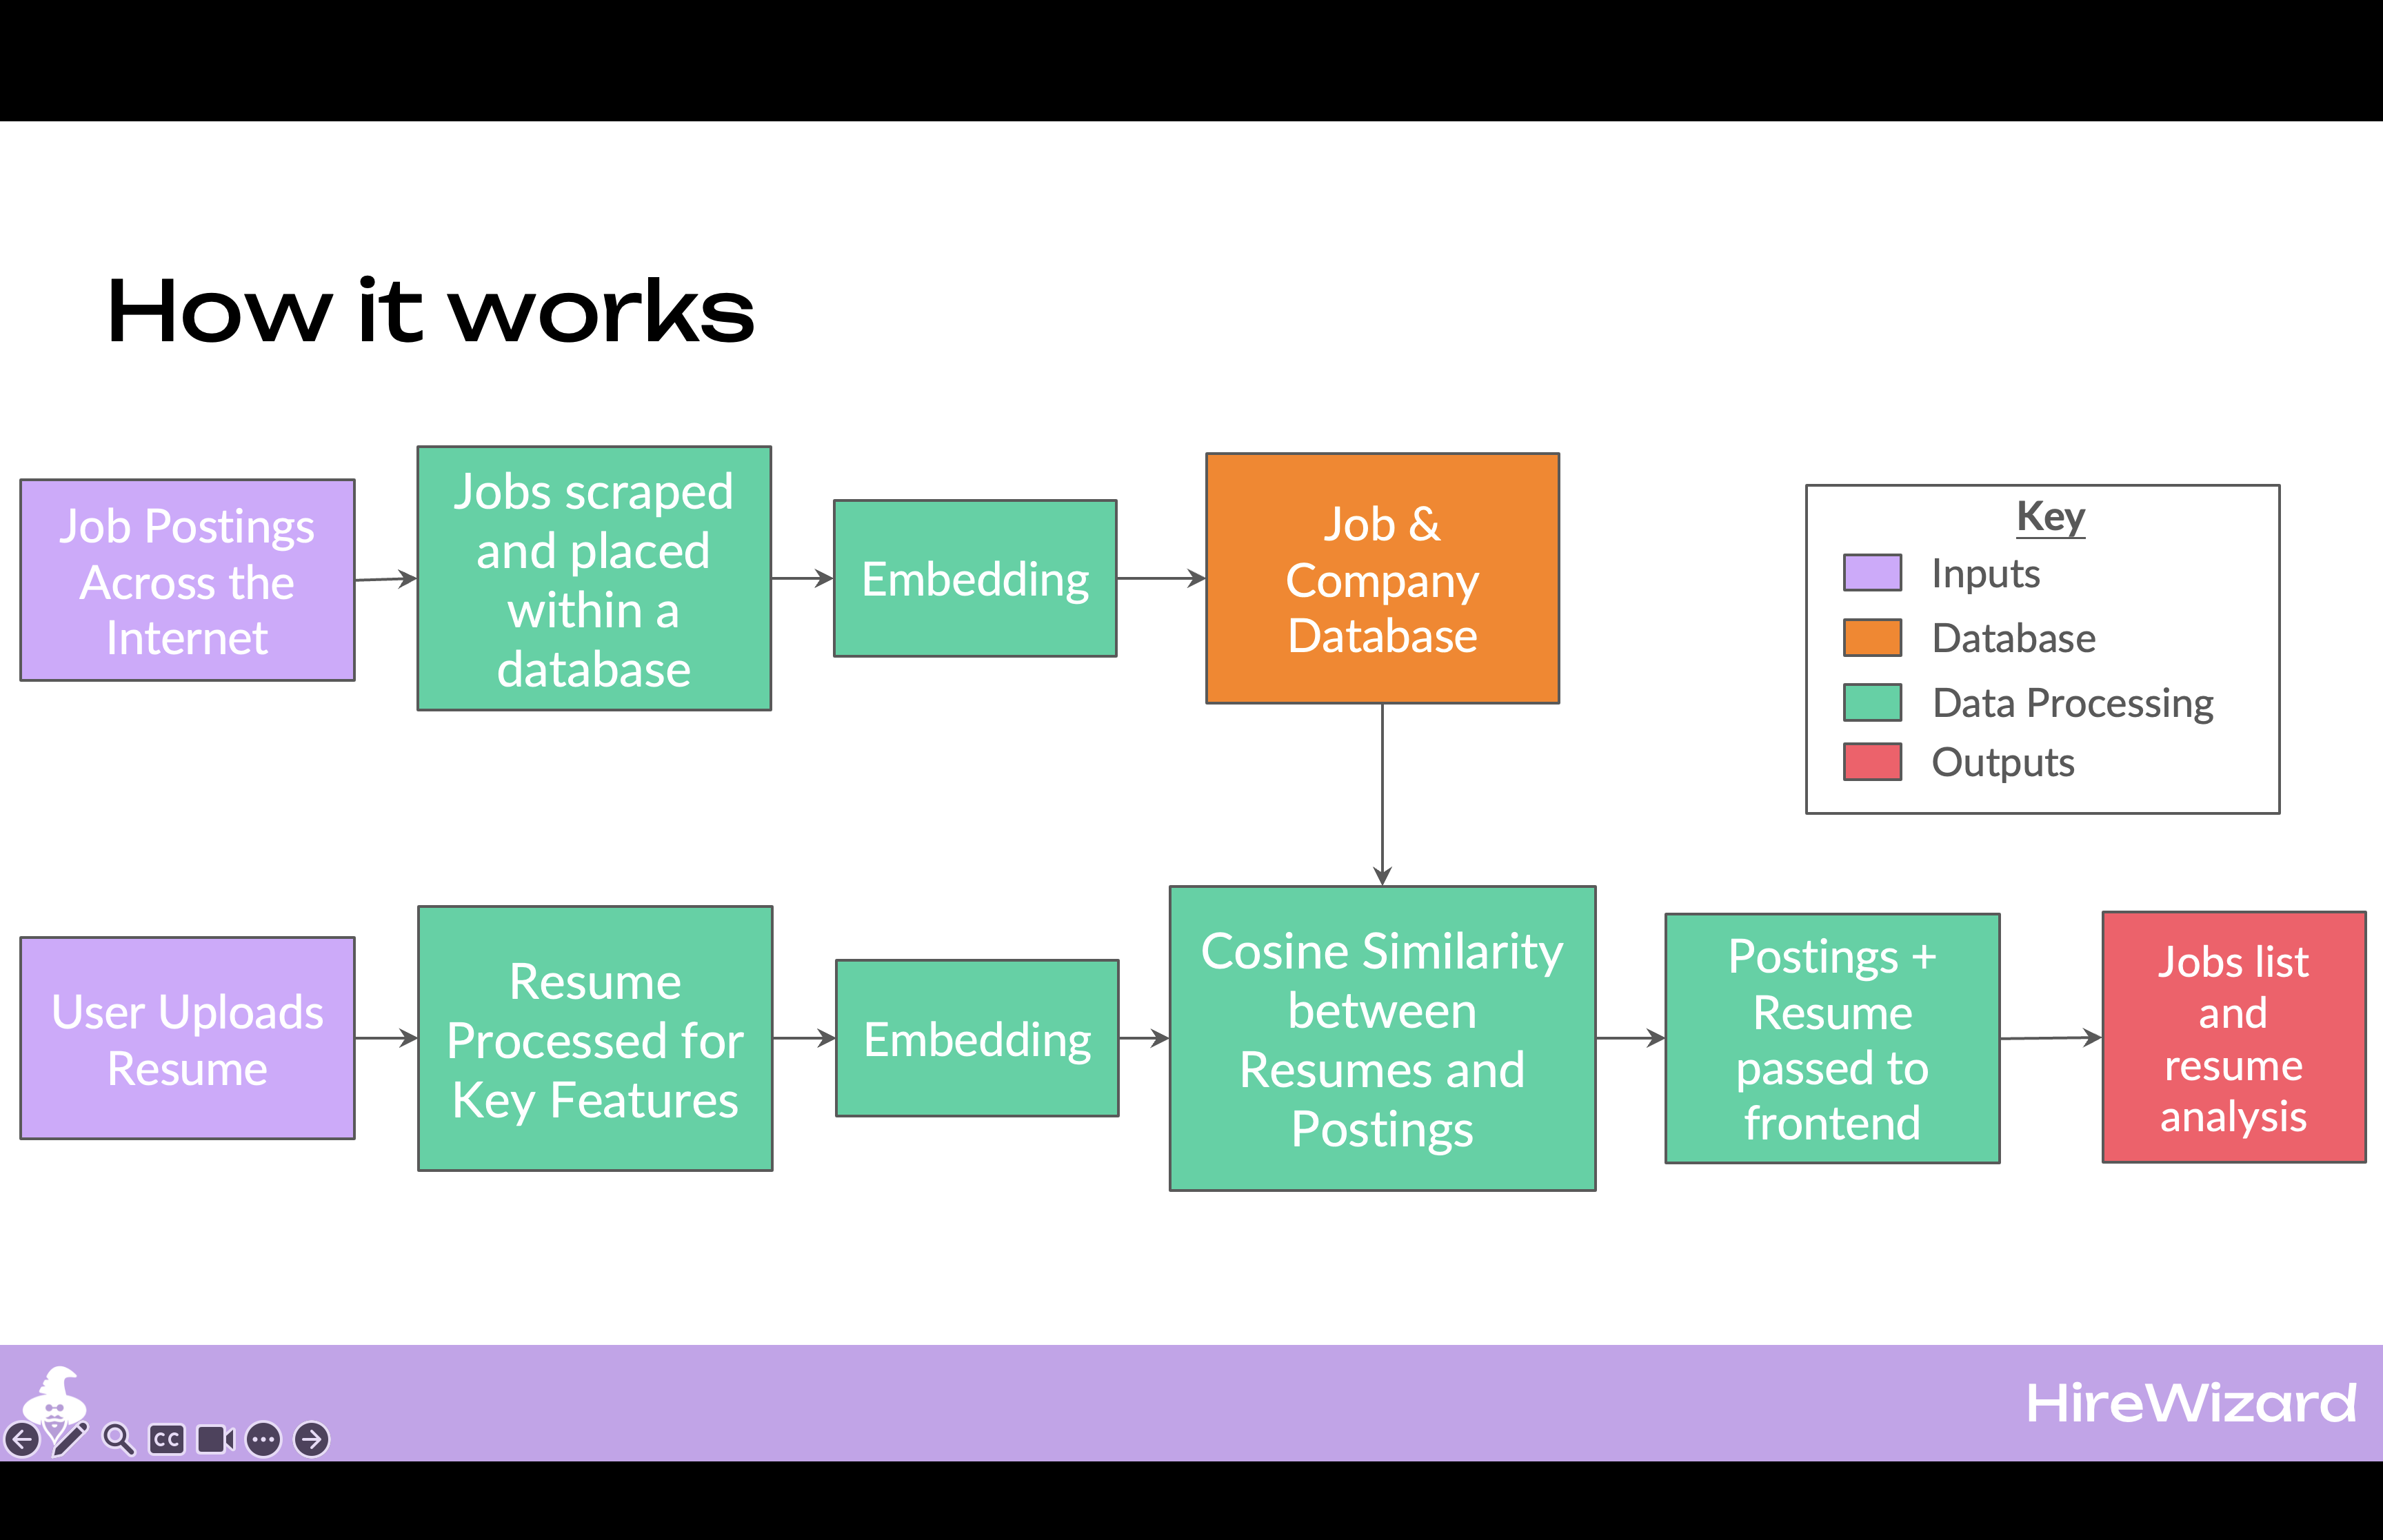 How it works
Job Postings
Across the
Internet
Jobs scraped
and placed
within a
database
Embedding
Job &
Company
Database
Key
Inputs
Database
Data Processing
Outputs
User Uploads
Resume
Resume
Processed for
Key Features
Embedding
Cosine Similarity
between
Resumes and
Postings
Postings +
Resume
passed to
frontend
Jobs list
and
resume
analysis
HireWizard
CC